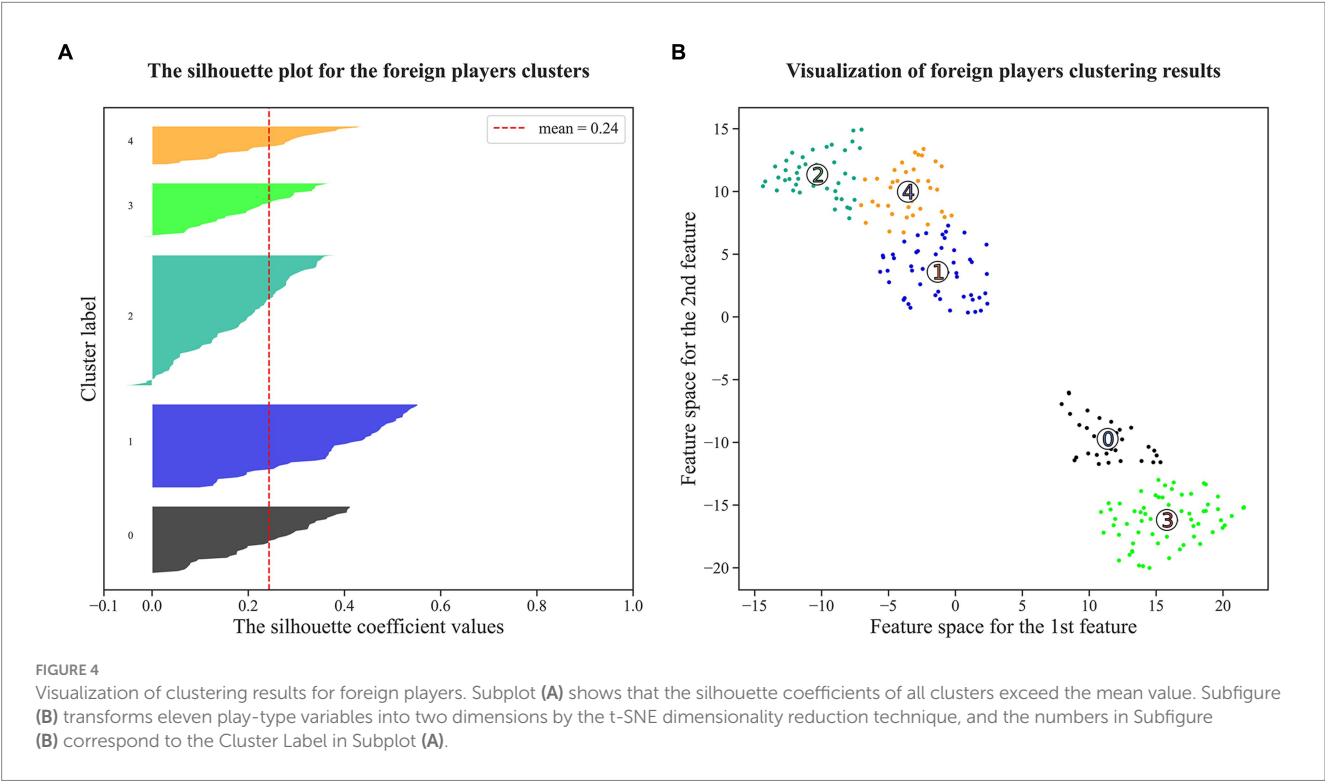 A
The silhouette plot for the foreign players clusters
mean = 0.24
4
3
2
1
0
Cluster label
−0.1 0.0 0.2 0.4 0.6 0.8 1.0
The silhouette coefficient values
B
Visualization of foreign players clustering results
15
10
5
0
−5
−10
−15
−20
Feature space for the 2nd feature
2
4
1
0
3
−15 −10 −5 0 5 10 15 20
Feature space for the 1st feature
FIGURE 4
Visualization of clustering results for foreign players. Subplot (A) shows that the silhouette coefficients of all clusters exceed the mean value. Subfigure
(B) transforms eleven play-type variables into two dimensions by the t-SNE dimensionality reduction technique, and the numbers in Subfigure
(B) correspond to the Cluster Label in Subplot (A).